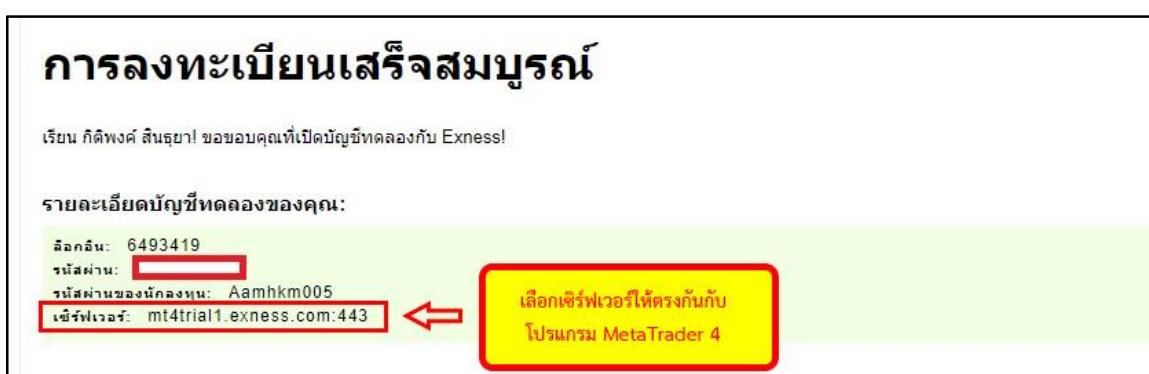 การลงทะเบียนเสร็จสมบูรณ์
เรียน กิติพงค์ สินธุยา! ขอขอบคุณที่เปิดบัญชีทดลองกับ Exness!
รายละเอียดบัญชีทดลองของคุณ:
ล็อกอิน: 6493419
รหัสผ่าน:
รหัสผ่านของนักลงทุน: Aamhkm005
เซิร์ฟเวอร์: mt4trial1.exness.com:443
เลือกเซิร์ฟเวอร์ให้ตรงกันกับ
โปรแกรม MetaTrader 4